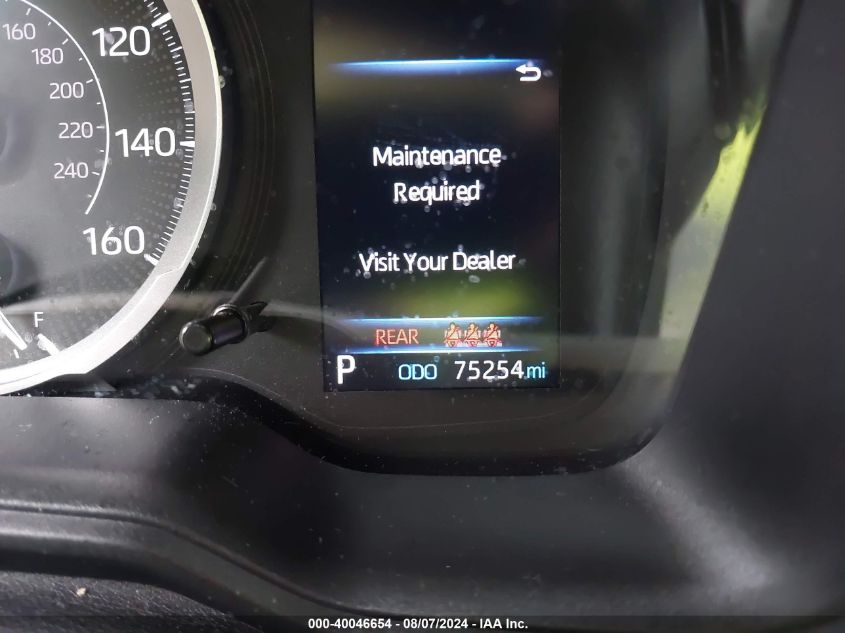 160
180
200
220
240
120
140
160
F
Maintenance
Required
Visit Your Dealer
REAR
P ODO 75254 mi
000-40046654 - 08/07/2024 - IAA Inc.